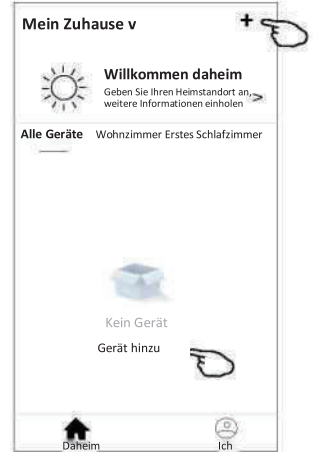 Mein Zuhause v +
Willkommen daheim
Geben Sie Ihren Heimstandort an,
weitere Informationen einholen >
Alle Geräte Wohnzimmer Erstes Schlafzimmer
Kein Gerät
Gerät hinzu
Daheim Ich